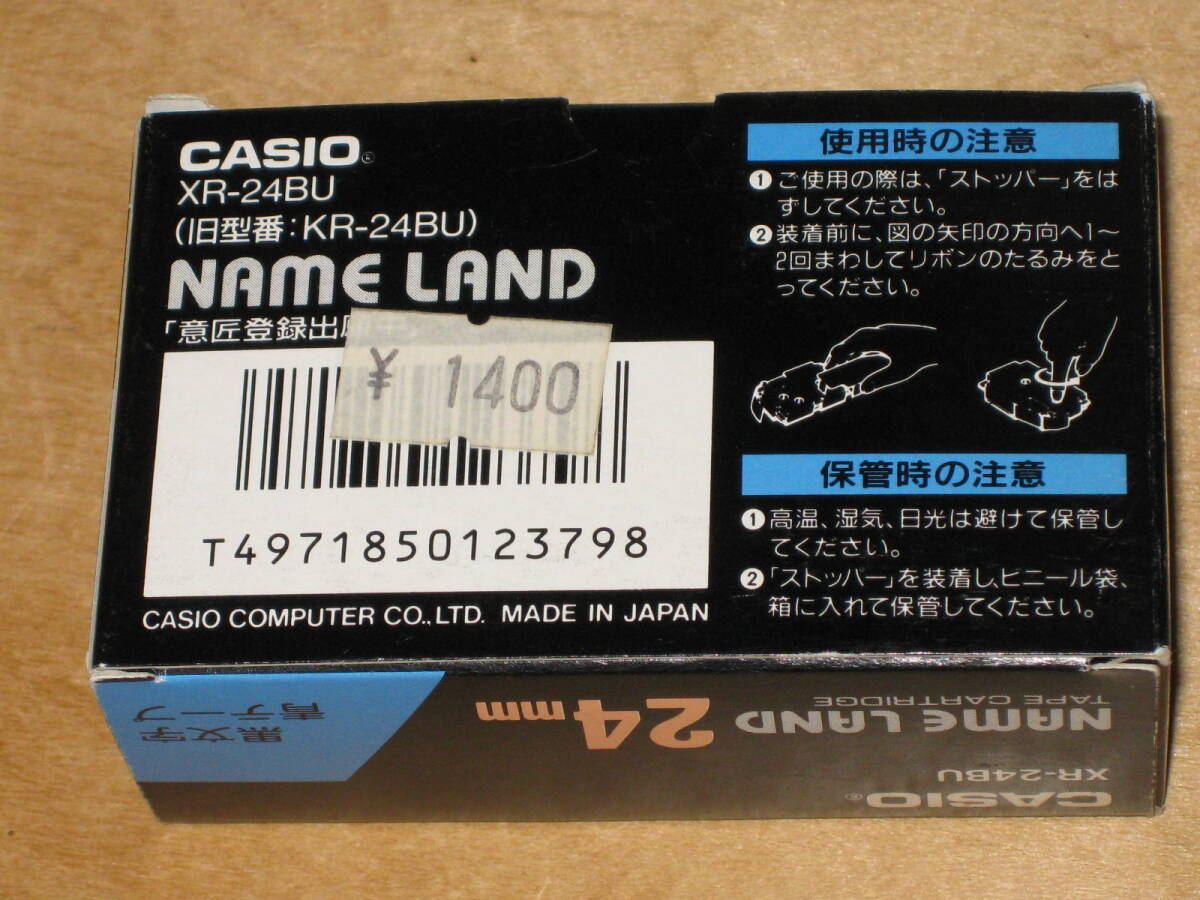 CASIO®
XR-24BU
(旧型番:KR-24BU)
NAME LAND
「意匠登録出
¥ 1400
T4971850123798
CASIO COMPUTER CO.,LTD. MADE IN JAPAN
使用時の注意
❶ご使用の際は、「ストッパー」をは
ずしてください。
❷装着前に、図の矢印の方向へ1〜
2回まわしてリボンのたるみをと
ってください。
保管時の注意
❶高温、湿気、日光は避けて保管し
てください。
❷「ストッパー」を装着し、ビニール袋、
箱に入れて保管してください。
CASIO®
XR-24BU
NAME LAND
TAPE CARTRIDGE
24mm
黒文字
青テープ